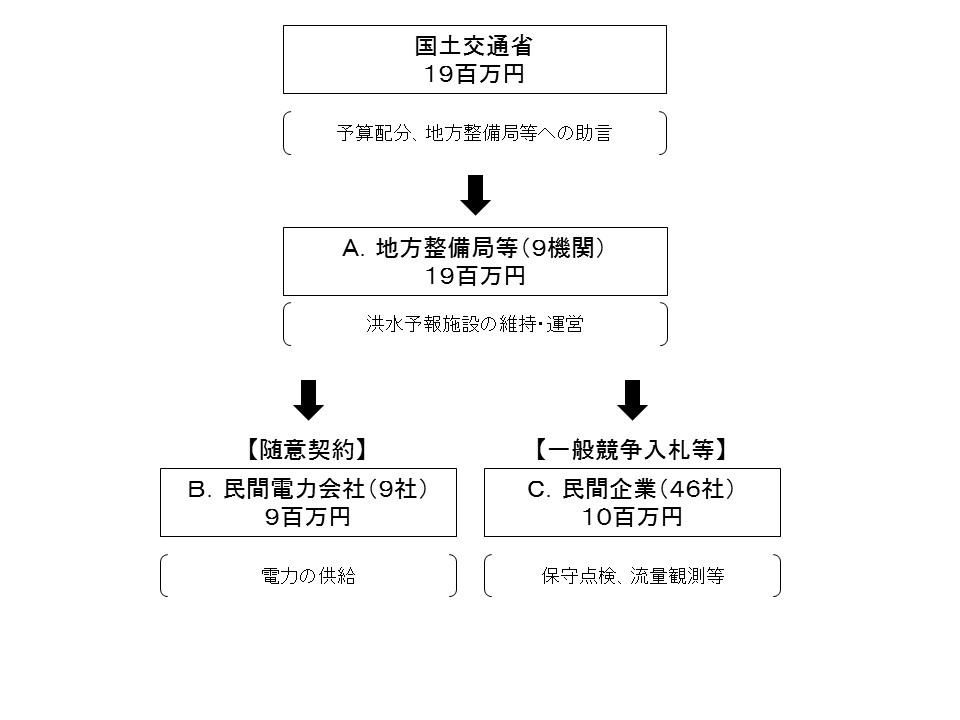 国土交通省
19百万円
予算配分、地方整備局等への助言
A. 地方整備局等(9機関)
19百万円
洪水予報施設の維持・運営
【随意契約】
B. 民間電力会社(9社)
9百万円
電力の供給
【一般競争入札等】
C. 民間企業(46社)
10百万円
保守点検、流量観測等